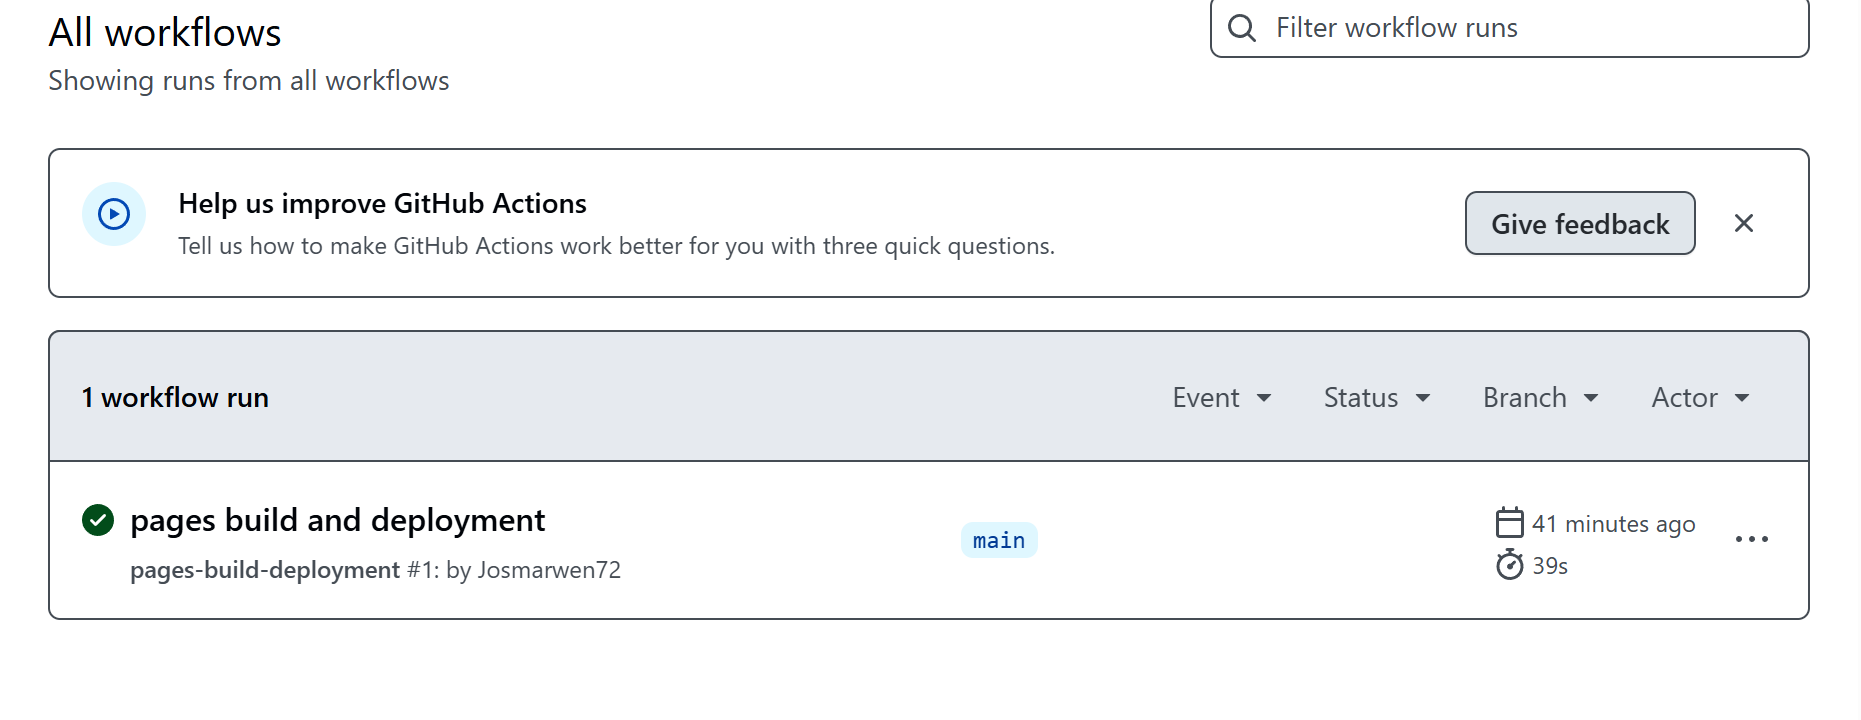 All workflows
Showing runs from all workflows
Filter workflow runs
Help us improve GitHub Actions
Tell us how to make GitHub Actions work better for you with three quick questions.
Give feedback
1 workflow run
Event
Status
Branch
Actor
pages build and deployment
pages-build-deployment #1: by Josmarwen72
main
41 minutes ago
39s